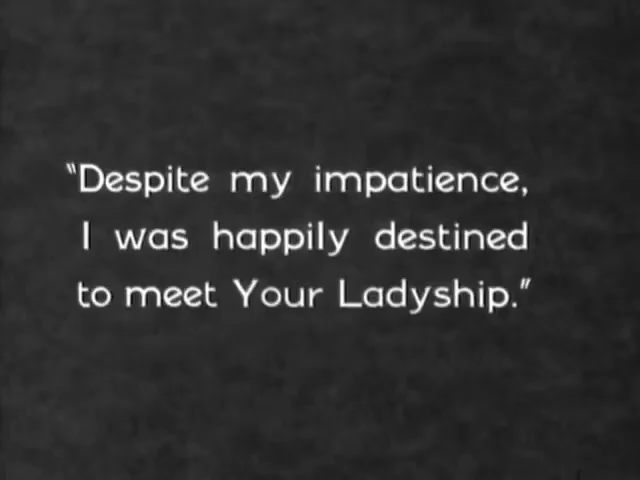 "Despite my impatience,
I was happily destined
to meet Your Ladyship."